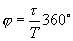 φ = τ/T 360°